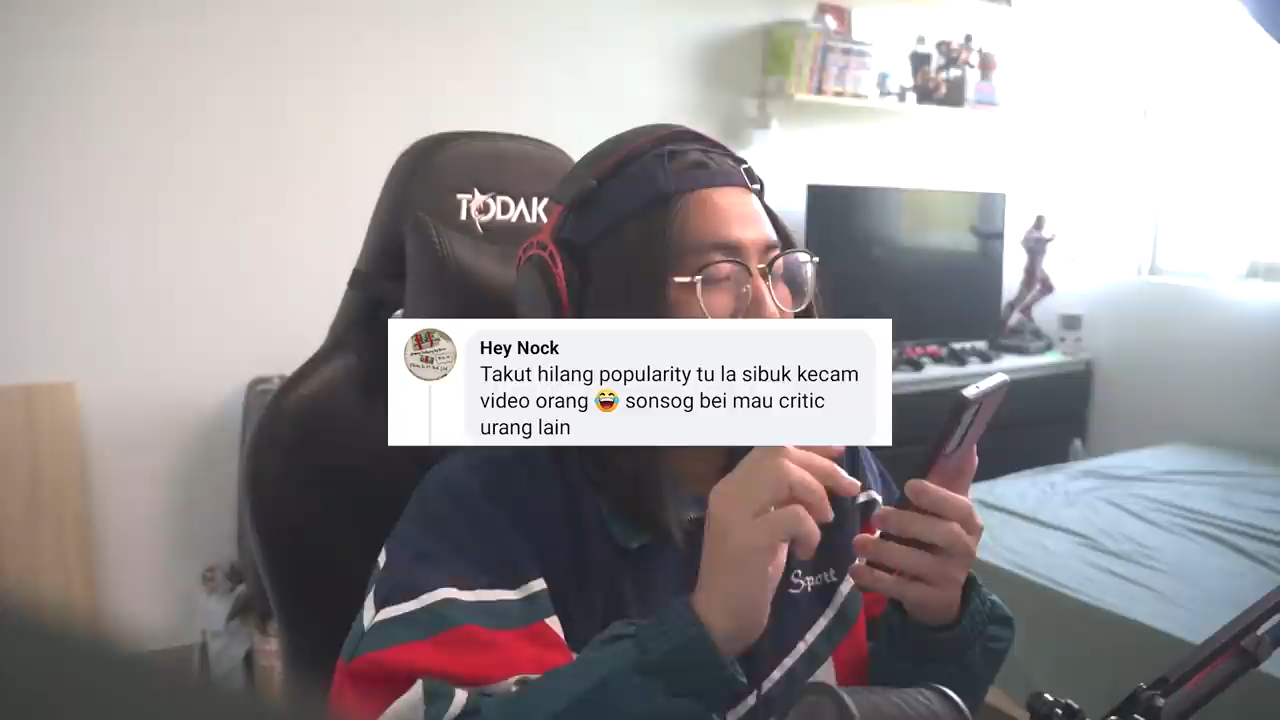 TODAK
Hey Nock
Takut hilang popularity tu la sibuk kecam
video orang 😂 sonsog bei mau critic
urang lain
Sport